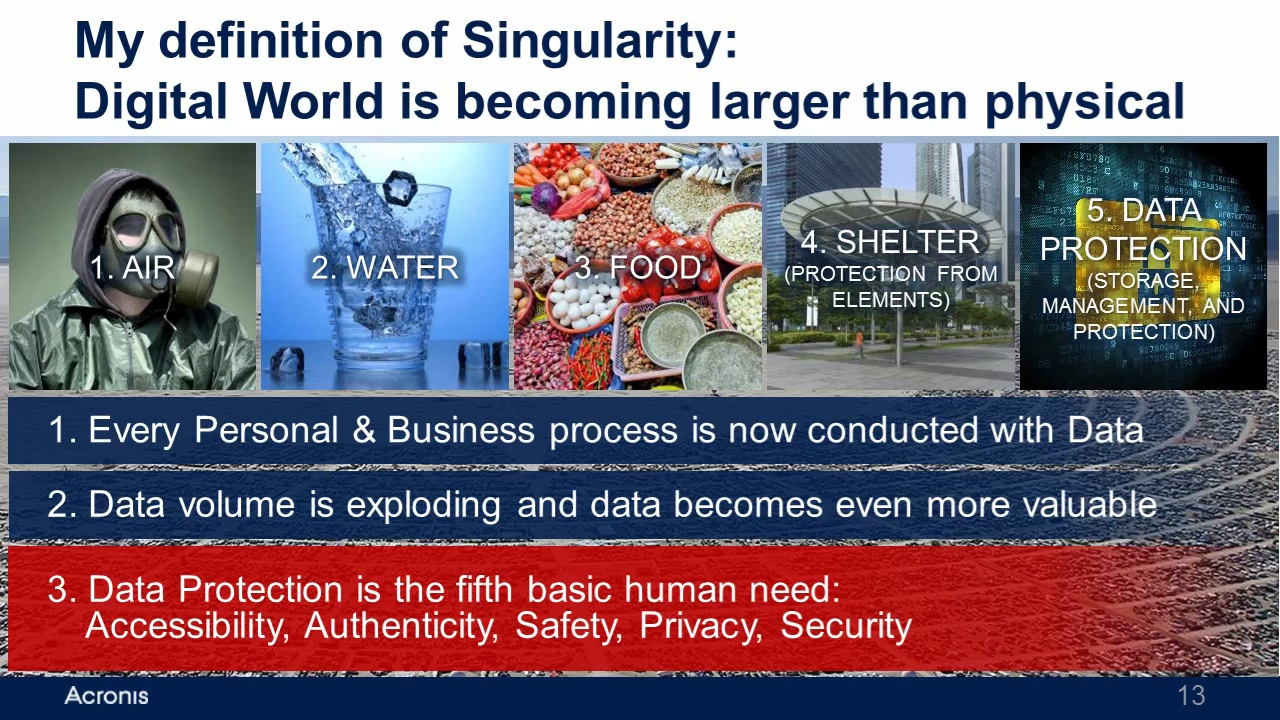 My definition of Singularity:
Digital World is becoming larger than physical
1. AIR
2. WATER
3. FOOD
4. SHELTER
(PROTECTION FROM
ELEMENTS)
5. DATA
PROTECTION
(STORAGE,
MANAGEMENT, AND
PROTECTION)
1. Every Personal & Business process is now conducted with Data
2. Data volume is exploding and data becomes even more valuable
3. Data Protection is the fifth basic human need:
Accessibility, Authenticity, Safety, Privacy, Security
Acronis
13